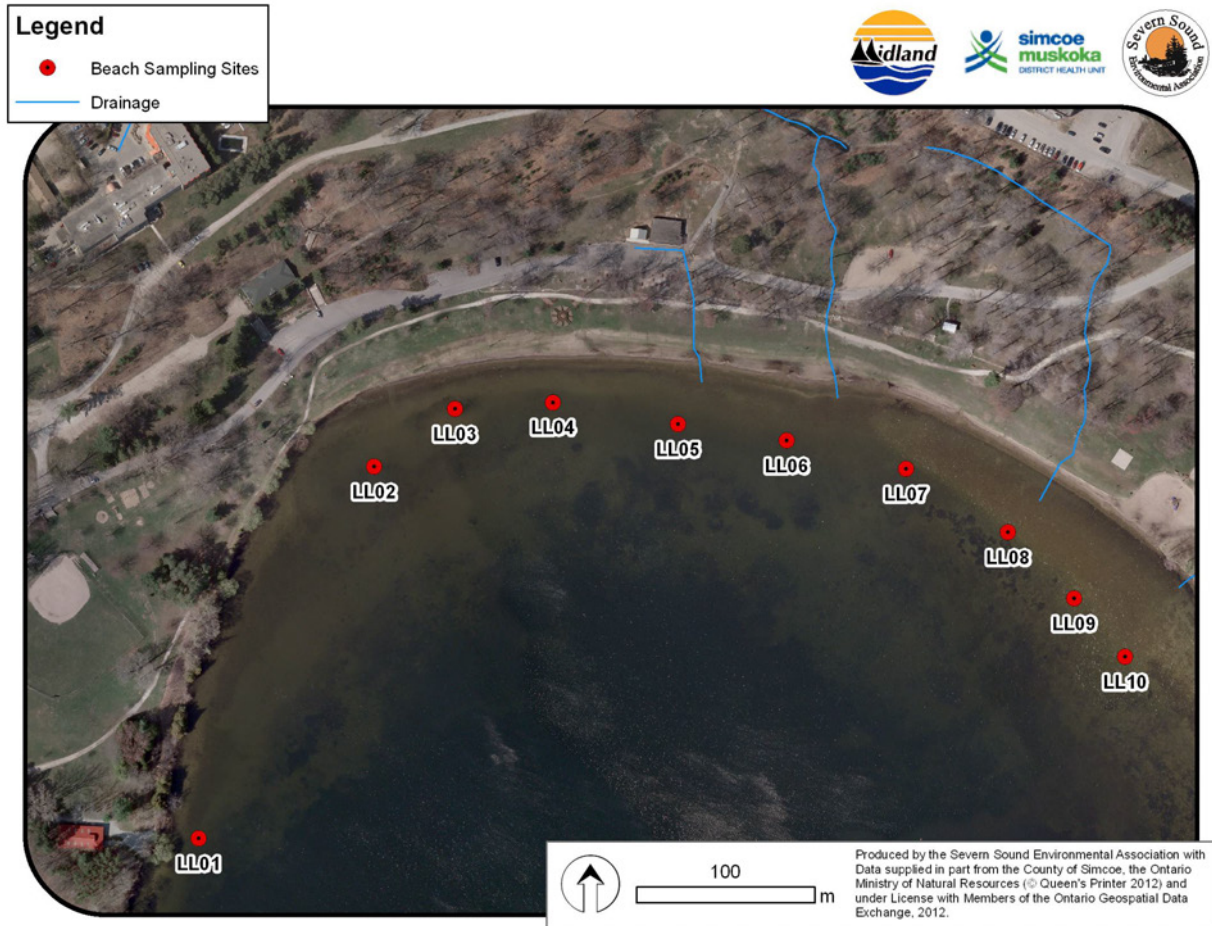 Legend
Beach Sampling Sites
Drainage
Midland
simcoe
muskoka
DISTRICT HEALTH UNIT
Severn Sound
Environmental Association
LL03
LL04
LL05
LL02
LL06
LL07
LL08
LL09
LL10
LL01
100
m
Produced by the Severn Sound Environmental Association with
Data supplied in part from the County of Simcoe, the Ontario
Ministry of Natural Resources (© Queen's Printer 2012) and
under License with Members of the Ontario Geospatial Data
Exchange, 2012.